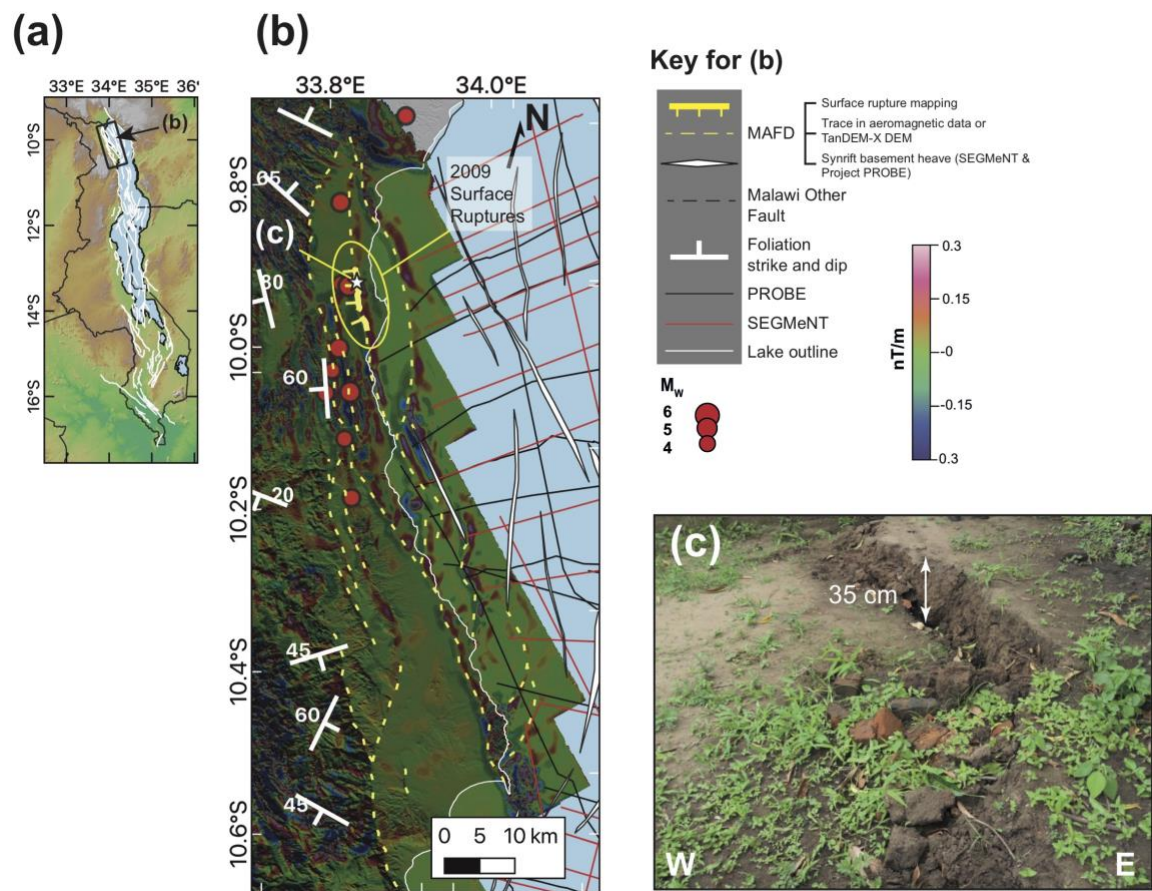 (a)
33°E 34°E 35°E 36°
(b)
10°S
12°S
14°S
16°S
(b)
33.8°E 34.0°E
N
2009
Surface
Ruptures
(c)
9.8°S
10.0°S
10.2°S
10.4°S
10.6°S
65
80
60
20
45
60
45
0 5 10 km
Key for (b)
MAFD
Surface rupture mapping
Trace in aeromagnetic data or
TanDEM-X DEM
Synrift basement heave (SEGMeNT &
Project PROBE)
Malawi Other
Fault
Foliation
strike and dip
PROBE
SEGMeNT
Lake outline
Mw
6
5
4
nT/m
0.3
0.15
-0
-0.15
-0.3
(c)
35 cm
W E